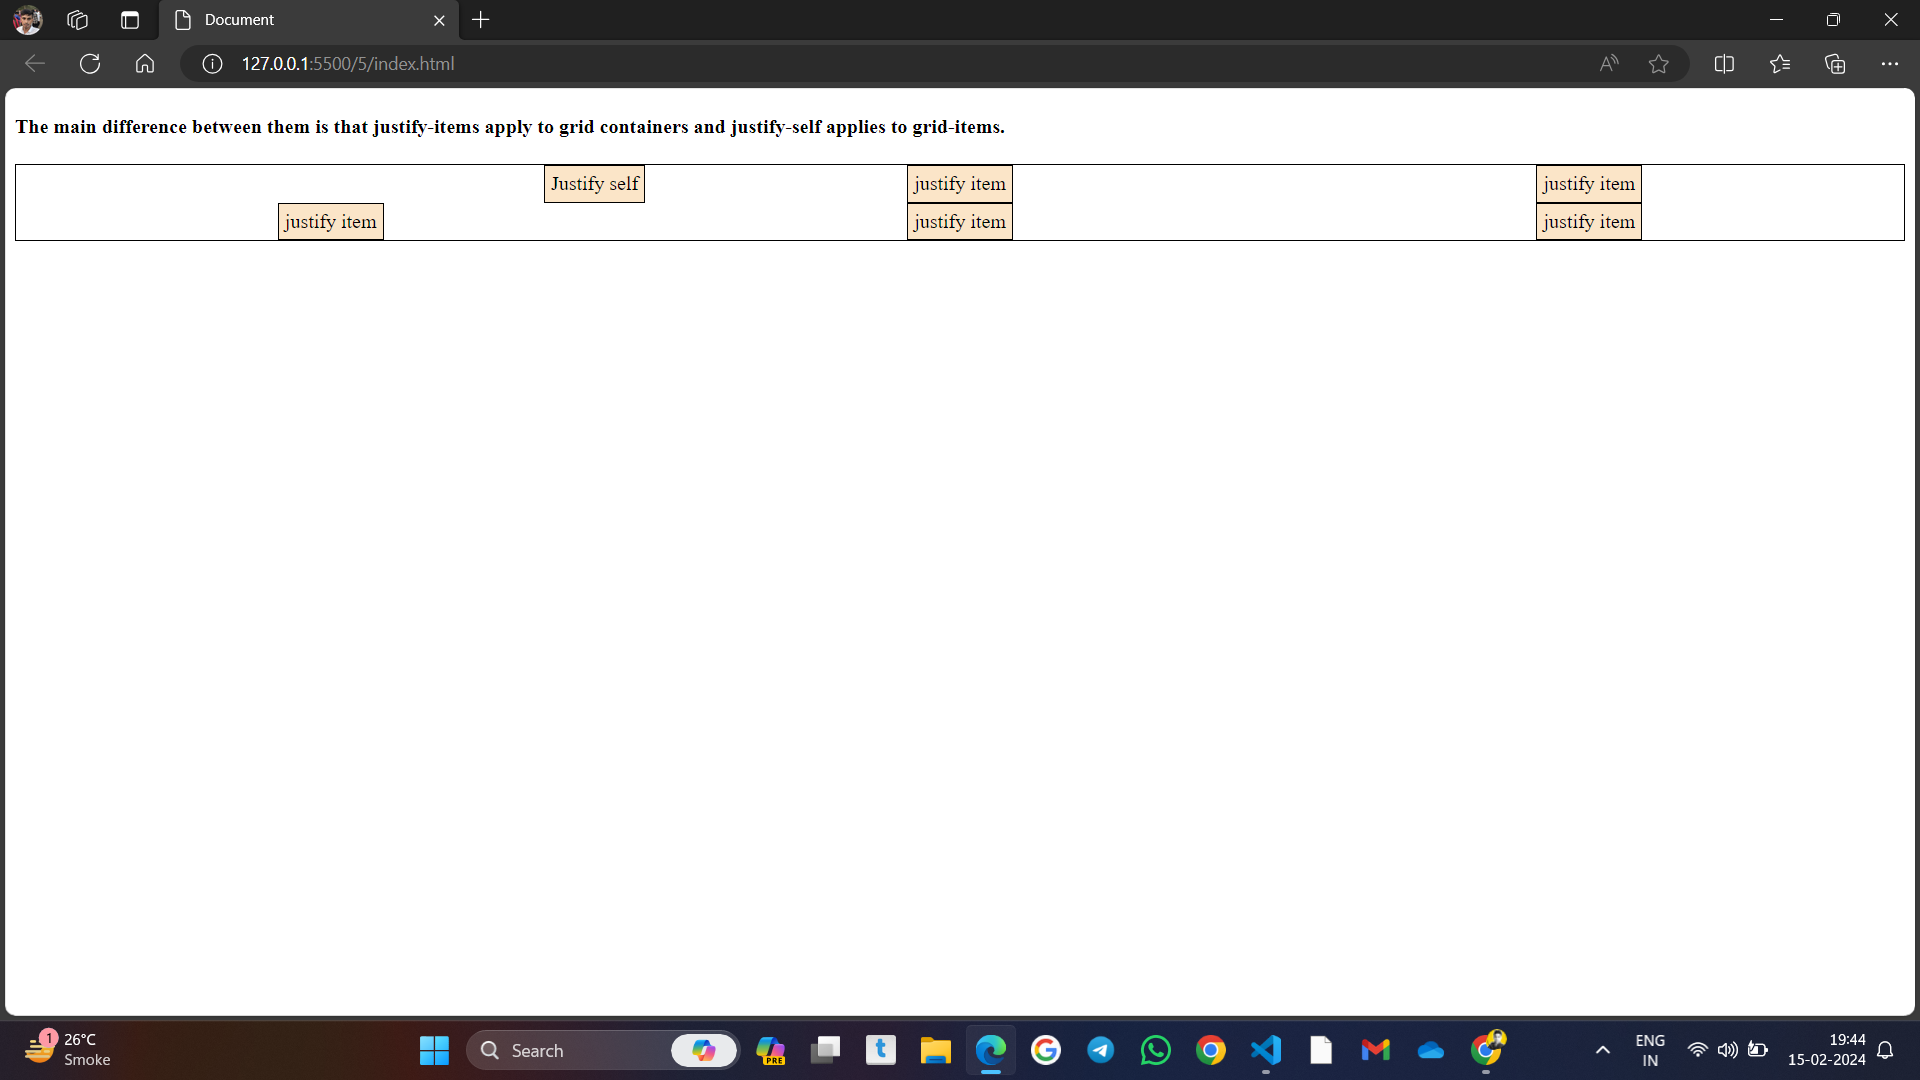 Document
127.0.0.1:5500/5/index.html
The main difference between them is that justify-items apply to grid containers and justify-self applies to grid-items.
Justify self justify item justify item
justify item justify item justify item
1 26°C
Smoke
Search
PRE
t
ENG
IN
19:44
15-02-2024